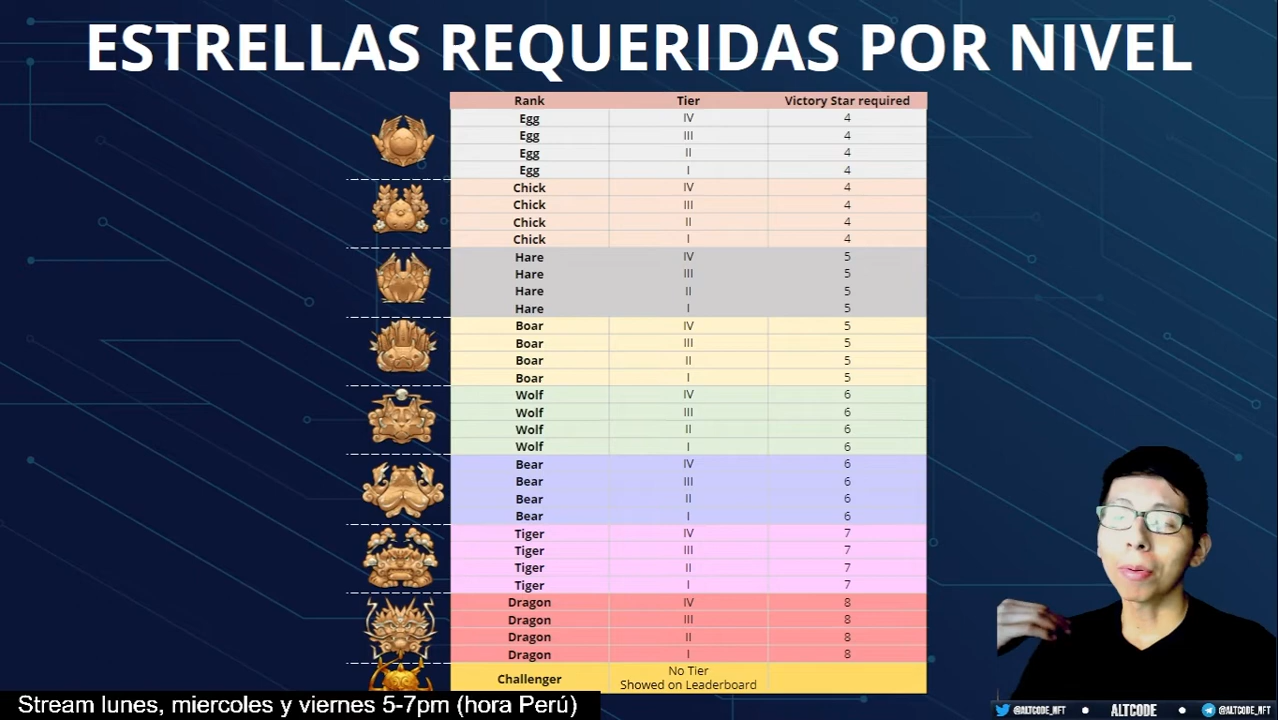 ESTRELLAS REQUERIDAS POR NIVEL
Rank Tier Victory Star required
Egg IV 4
Egg III 4
Egg II 4
Egg I 4
Chick IV 4
Chick III 4
Chick II 4
Chick I 4
Hare IV 5
Hare III 5
Hare II 5
Hare I 5
Boar IV 5
Boar III 5
Boar II 5
Boar I 5
Wolf IV 6
Wolf III 6
Wolf II 6
Wolf I 6
Bear IV 6
Bear III 6
Bear II 6
Bear I 6
Tiger IV 7
Tiger III 7
Tiger II 7
Tiger I 7
Dragon IV 8
Dragon III 8
Dragon II 8
Dragon I 8
Challenger No Tier
Showed on Leaderboard
Stream lunes, miercoles y viernes 5-7pm (hora Perú)
@ALTCODE_NFT • ALTCODE • @ALTCODE_NFT